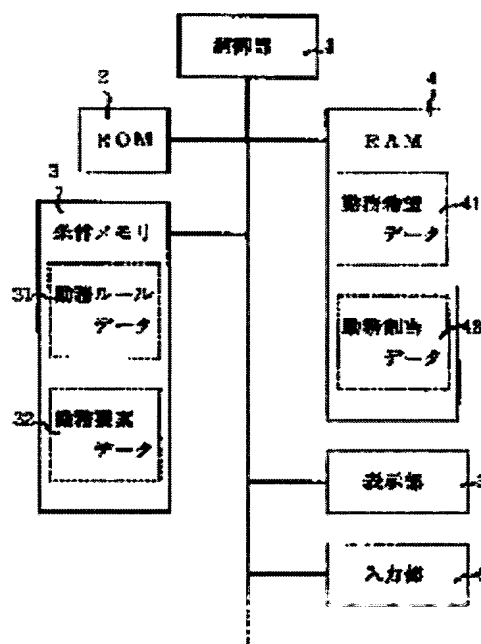 制御部
1
2
ROM
4
RAM
3
条件メモリ
勤務希望
データ
41
31
勤務ルール
データ
勤務割当
データ
42
32
勤務要素
データ
表示部
入力部